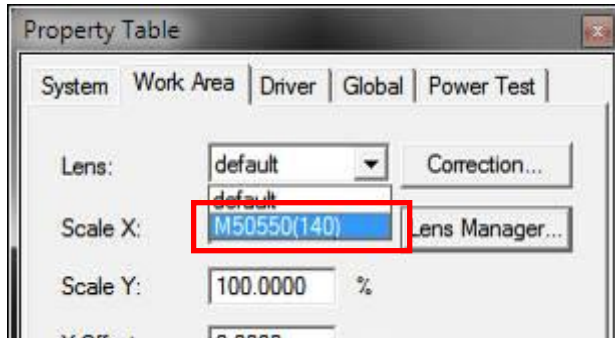 Property Table
System Work Area Driver Global Power Test
Lens: default Correction...
default
Scale X: M50550(140) Lens Manager...
Scale Y: 100.0000 %